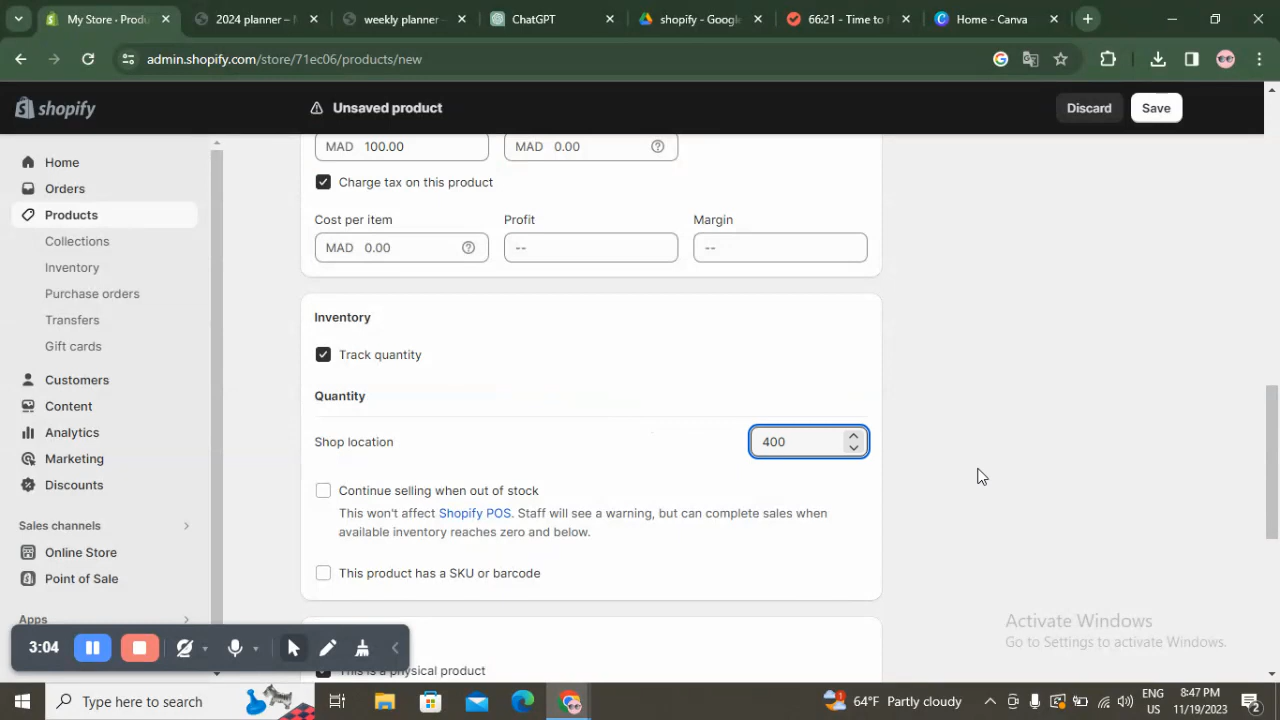 My Store · Produ
2024 planner –
weekly planner –
ChatGPT
shopify - Google
66:21 - Time to
Home - Canva
admin.shopify.com/store/71ec06/products/new
shopify
Unsaved product
Discard
Save
Home
Orders
Products
Collections
Inventory
Purchase orders
Transfers
Gift cards
Customers
Content
Analytics
Marketing
Discounts
Sales channels
Online Store
Point of Sale
Apps
MAD 100.00
MAD 0.00
Charge tax on this product
Cost per item
Profit
Margin
MAD 0.00
--
--
Inventory
Track quantity
Quantity
Shop location
400
Continue selling when out of stock
This won't affect Shopify POS. Staff will see a warning, but can complete sales when
available inventory reaches zero and below.
This product has a SKU or barcode
This is a physical product
Activate Windows
Go to Settings to activate Windows.
3:04
Type here to search
64°F Partly cloudy
ENG
US
8:47 PM
11/19/2023
2